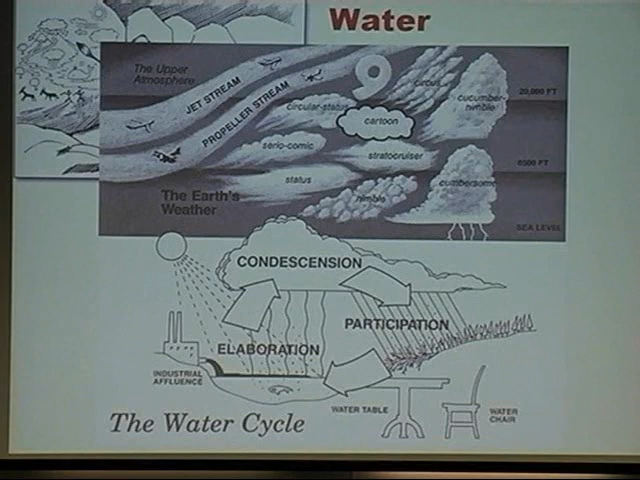 Water
The Upper
Atmosphere
JET STREAM
PROPELLER STREAM
9
circus
cucumber-
nimble
20,000 FT
circular-status
cartoon
serio-comic
stratocruiser
6500 FT
status
The Earth's
Weather
nimble
cumbersome
SEA LEVEL
CONDESCENSION
PARTICIPATION
ELABORATION
INDUSTRIAL
AFFLUENCE
WATER TABLE
WATER
CHAIR
The Water Cycle